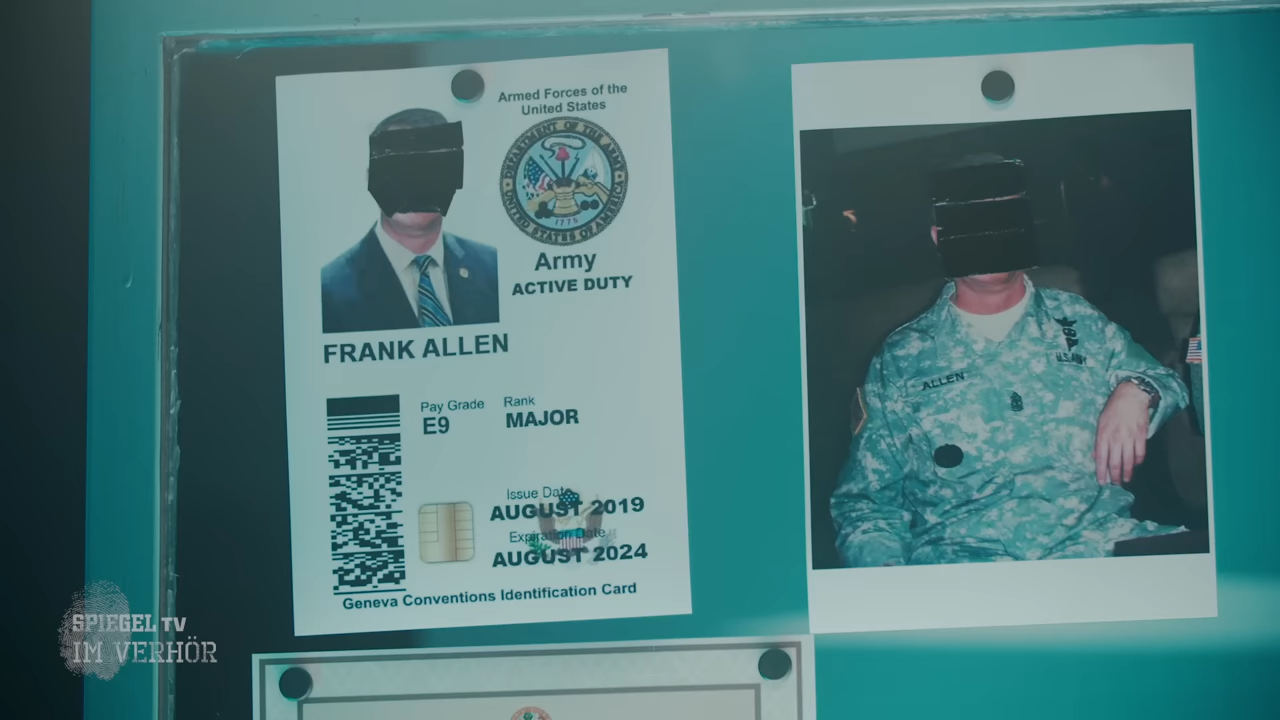 Armed Forces of the
United States
DEPARTMENT OF THE ARMY
UNITED STATES OF AMERICA
1775
Army
ACTIVE DUTY
FRANK ALLEN
Pay Grade
E9
Rank
MAJOR
Issue Date
AUGUST 2019
Expiration Date
AUGUST 2024
Geneva Conventions Identification Card
ALLEN
U.S. ARMY
SPIEGEL TV
IM VERHÖR